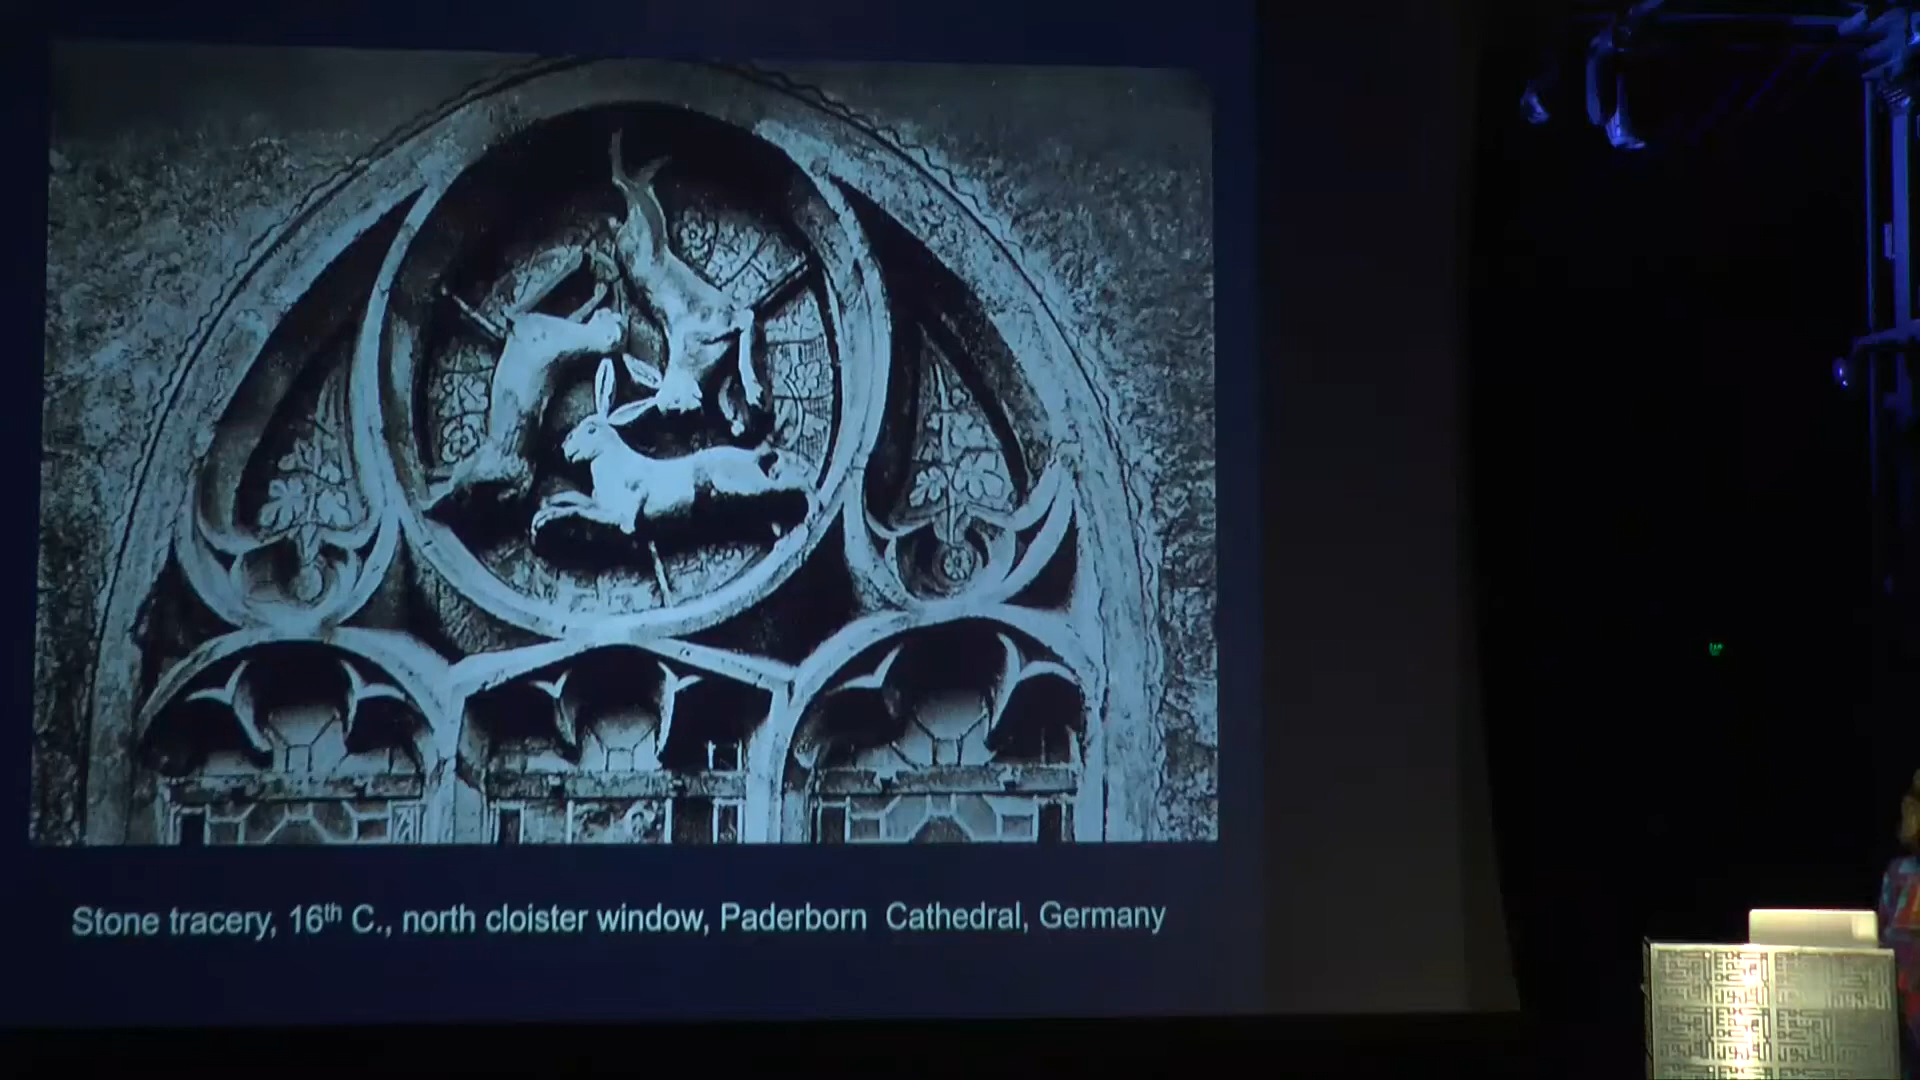 Stone tracery, 16th C., north cloister window, Paderborn Cathedral, Germany